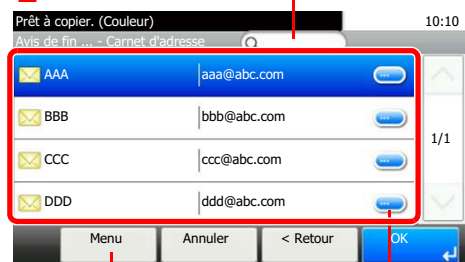 Prêt à copier. (Couleur) 10:10
Avis de fin ... - Carnet d'adresse
AAA aaa@abc.com
BBB bbb@abc.com
1/1
CCC ccc@abc.com
DDD ddd@abc.com
Menu Annuler < Retour OK